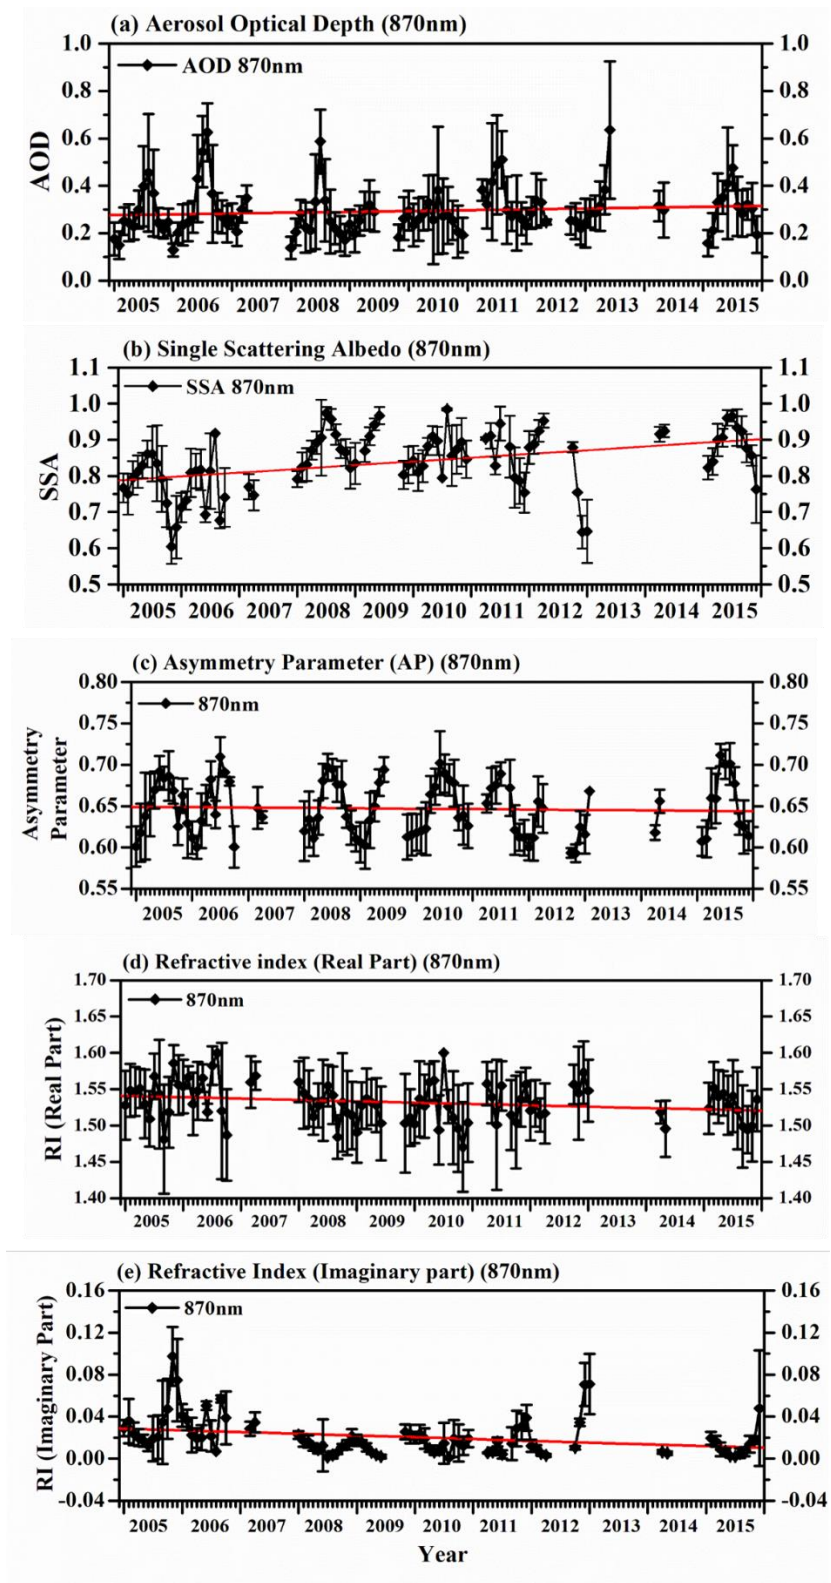 (a) Aerosol Optical Depth (870nm)
1.0 1.0
AOD 870nm
0.8 0.8
0.6 0.6
AOD
0.4 0.4
0.2 0.2
0.0 0.0
2005 2006 2007 2008 2009 2010 2011 2012 2013 2014 2015
(b) Single Scattering Albedo (870nm)
1.1 1.1
SSA 870nm
1.0 1.0
0.9 0.9
SSA
0.8 0.8
0.7 0.7
0.6 0.6
0.5 0.5
2005 2006 2007 2008 2009 2010 2011 2012 2013 2014 2015
(c) Asymmetry Parameter (AP) (870nm)
0.80 0.80
870nm
0.75 0.75
0.70 0.70
Asymmetry
Parameter
0.65 0.65
0.60 0.60
0.55 0.55
2005 2006 2007 2008 2009 2010 2011 2012 2013 2014 2015
(d) Refractive index (Real Part) (870nm)
1.70 1.70
870nm
1.65 1.65
1.60 1.60
RI (Real Part)
1.55 1.55
1.50 1.50
1.45 1.45
1.40 1.40
2005 2006 2007 2008 2009 2010 2011 2012 2013 2014 2015
(e) Refractive Index (Imaginary part) (870nm)
0.16 0.16
870nm
0.12 0.12
0.08 0.08
RI (Imaginary Part)
0.04 0.04
0.00 0.00
-0.04 -0.04
2005 2006 2007 2008 2009 2010 2011 2012 2013 2014 2015
Year